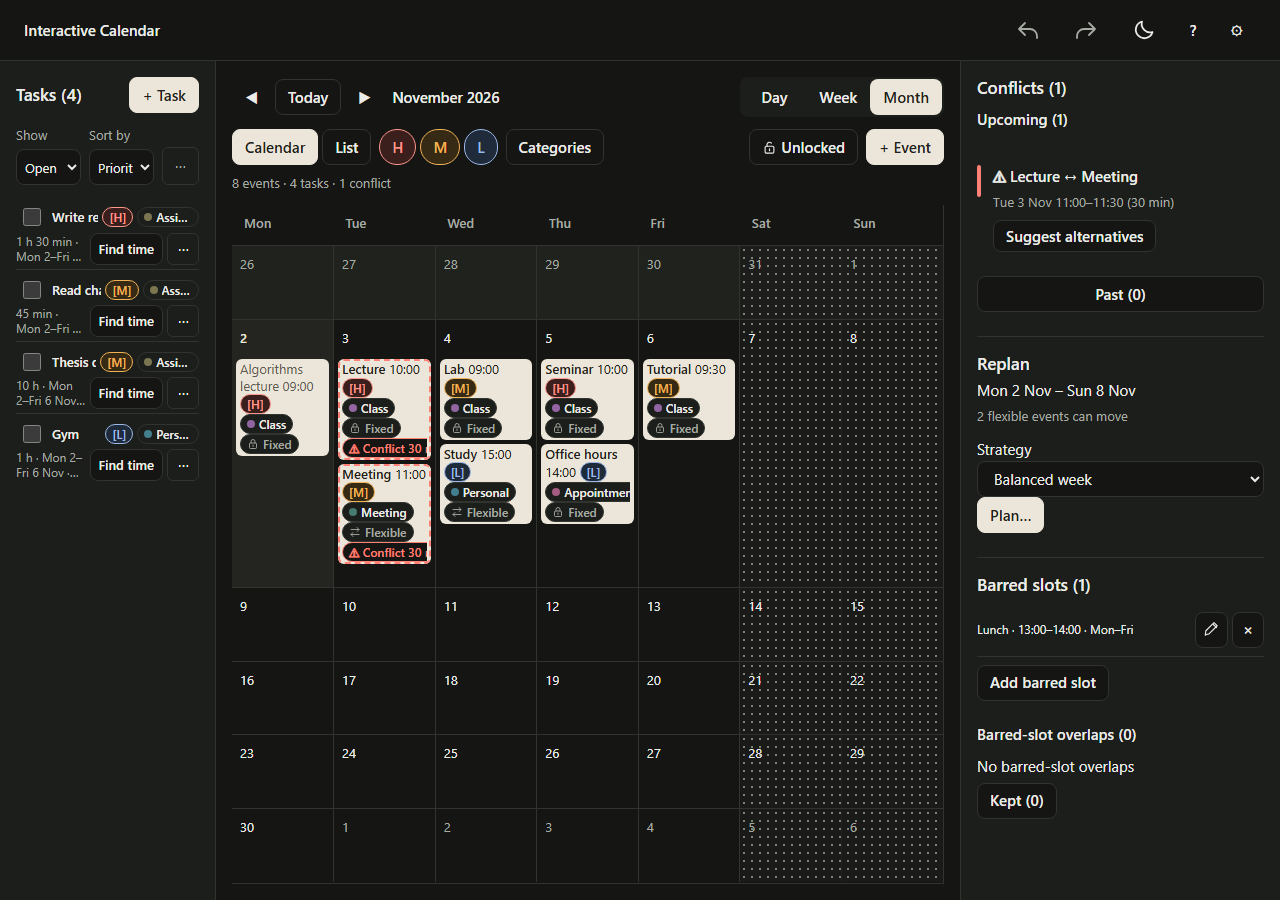 Interactive Calendar
?
Tasks (4)
+ Task
Show
Sort by
Open
Priorit
...
Write re [H] Assi...
1 h 30 min ·
Mon 2–Fri ...
Find time
...
Read cha [M] Ass...
45 min ·
Mon 2–Fri ...
Find time
...
Thesis c [M] Assi...
10 h · Mon
2–Fri 6 Nov...
Find time
...
Gym [L] Pers...
1 h · Mon 2–
Fri 6 Nov ·...
Find time
...
Today
November 2026
Day
Week
Month
Calendar
List
H
M
L
Categories
Unlocked
+ Event
8 events · 4 tasks · 1 conflict
Mon Tue Wed Thu Fri Sat Sun
26 27 28 29 30 31 1
2 3 4 5 6 7 8
Algorithms
lecture 09:00
[H]
Class
Fixed
Lecture 10:00
[H]
Class
Fixed
Conflict 30
Meeting 11:00
[M]
Meeting
Flexible
Conflict 30
Lab 09:00
[M]
Class
Fixed
Study 15:00
[L]
Personal
Flexible
Seminar 10:00
[H]
Class
Fixed
Office hours
14:00 [L]
Appointmen
Fixed
Tutorial 09:30
[M]
Class
Fixed
9 10 11 12 13 14 15
16 17 18 19 20 21 22
23 24 25 26 27 28 29
30 1 2 3 4 5 6
Conflicts (1)
Upcoming (1)
Lecture ↔ Meeting
Tue 3 Nov 11:00–11:30 (30 min)
Suggest alternatives
Past (0)
Replan
Mon 2 Nov – Sun 8 Nov
2 flexible events can move
Strategy
Balanced week
Plan...
Barred slots (1)
Lunch · 13:00–14:00 · Mon–Fri
×
Add barred slot
Barred-slot overlaps (0)
No barred-slot overlaps
Kept (0)